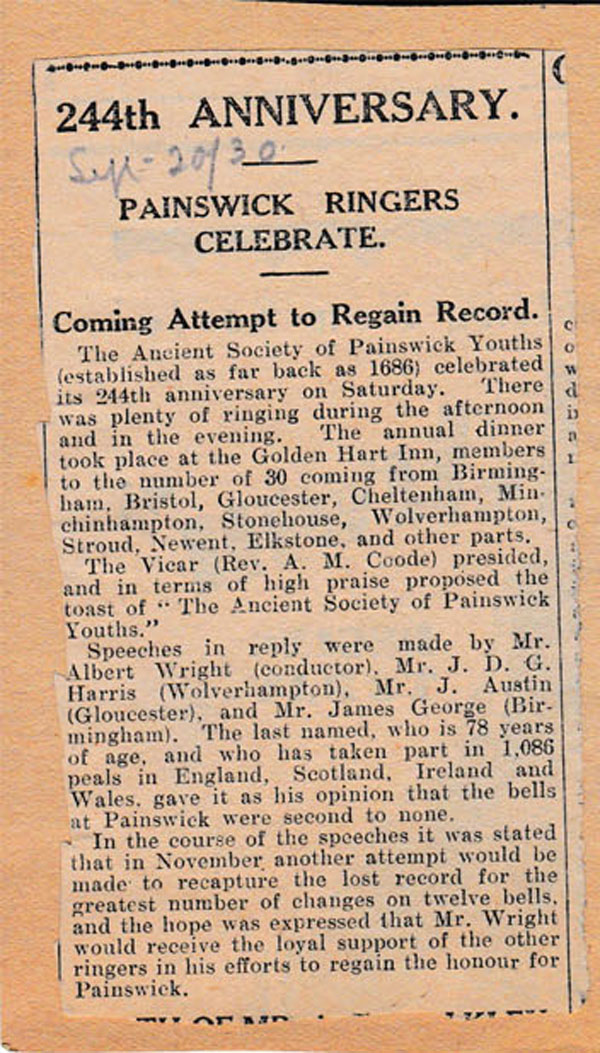 244th ANNIVERSARY.
Sept - 20/30.
PAINSWICK RINGERS
CELEBRATE.
Coming Attempt to Regain Record.
The Ancient Society of Painswick Youths
(established as far back as 1686) celebrated
its 244th anniversary on Saturday. There
was plenty of ringing during the afternoon
and in the evening. The annual dinner
took place at the Golden Hart Inn, members
to the number of 30 coming from Birming-
ham, Bristol, Gloucester, Cheltenham, Min-
chinhampton, Stonehouse, Wolverhampton,
Stroud, Newent, Elkstone, and other parts.
The Vicar (Rev. A. M. Coode) presided,
and in terms of high praise proposed the
toast of “ The Ancient Society of Painswick
Youths.”
Speeches in reply were made by Mr.
Albert Wright (conductor), Mr. J. D. G.
Harris (Wolverhampton), Mr. J. Austin
(Gloucester), and Mr. James George (Bir-
mingham). The last named, who is 78 years
of age, and who has taken part in 1,086
peals in England, Scotland, Ireland and
Wales, gave it as his opinion that the bells
at Painswick were second to none.
In the course of the speeches it was stated
that in November another attempt would be
made to recapture the lost record for the
greatest number of changes on twelve bells,
and the hope was expressed that Mr. Wright
would receive the loyal support of the other
ringers in his efforts to regain the honour for
Painswick.